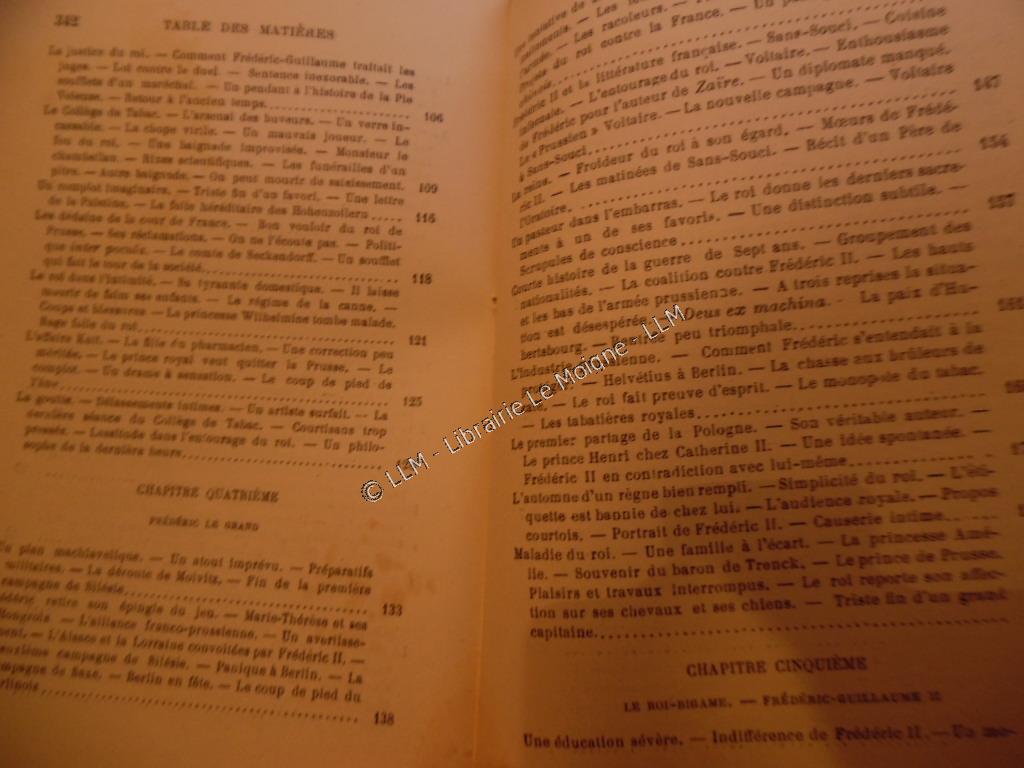 342
TABLE DES MATIÈRES
La justice du roi. — Comment Frédéric-Guillaume traitait les
juges. — Loi contre le duel. — Sentence inexorable. — Les
soufflets d'un maréchal. — Un pendant à l'histoire de la Pie
Voleuse. — Retour à l'ancien temps. 106
Le Collège de Tabac. — L'arsenal des buveurs. — Un verre in-
cassable. — La chope virile. — Un mauvais joueur. — Le
fou du roi. — Une baignade improvisée. — Monsieur le
chambellan. — Rixes scientifiques. — Les funérailles d'un
pitre. — Autre baignade. — On peut mourir de saisissement. 109
Un complot imaginaire. — Triste fin d'un favori. — Une lettre
de la Palatine. — La folie héréditaire des Hohenzollern 116
Les dédains de la cour de France. — Bon vouloir du roi de
Prusse. — Ses réclamations. — On ne l'écoute pas. — Politi-
que inter pocula. — Le comte de Seckendorff. — Un soufflet
qui fait le tour de la société. 118
Le roi dans l'intimité. — Sa tyrannie domestique. — Il laisse
mourir de faim ses enfants. — Le régime de la canne. —
Coups et blessures — La princesse Wilhelmine tombe malade.
Rage folle du roi 121
L'affaire Katt. — La fille du pharmacien. — Une correction peu
méritée. — Le prince royal veut quitter la Prusse. — Le
complot. — Un drame à sensation. — Le coup de pied de
l'âne 125
La goutte. — Délassements intimes. — Un artiste surfait. — La
dernière séance du Collège de Tabac. — Courtisans trop
pressés. — Lassitude dans l'entourage du roi. — Un philo-
sophe de la dernière heure
CHAPITRE QUATRIÈME
FRÉDÉRIC LE GRAND
Un plan machiavélique. — Un atout imprévu. — Préparatifs
militaires. — La déroute de Molvitz. — Fin de la première
campagne de Silésie 133
retire son épingle du jeu. — Marie-Thérèse et ses
Hongrois — L'alliance franco-prussienne. — Un avertisse-
ment. — L'Alsace et la Lorraine convoitées par Frédéric II. —
campagne de Silésie. — Panique à Berlin. — La
campagne de Saxe. — Berlin en fête. — Le coup de pied du
138
Les racoleurs.
du roi contre la France. — Un
II et la littérature française. — Sans-Souci. — Cuisine
L'entourage du roi. — Voltaire. — Enthousiasme
de Frédéric pour l'auteur de Zaïre. — Un diplomate manqué.
Le « Prussien » Voltaire. — La nouvelle campagne. — Voltaire
à Sans-Souci 147
La reine. — Froideur du roi à son égard. — Mœurs de Frédé-
ric II. — Les matinées de Sans-Souci. — Récit d'un Père de
l'Oratoire. 154
Un pasteur dans l'embarras. — Le roi donne les derniers sacre-
ments à un de ses favoris. — Une distinction subtile. —
Scrupules de conscience 157
Courte histoire de la guerre de Sept ans. — Groupement des
nationalités. — La coalition contre Frédéric II. — Les hauts
et les bas de l'armée prussienne. — A trois reprises la situa-
tion est désespérée. Deus ex machina. — La paix d'Hu-
bertsbourg. — Rentrée peu triomphale.
L'industrie — Comment Frédéric s'entendait à la
— Helvétius à Berlin. — La chasse aux brûleurs de
café. — Le roi fait preuve d'esprit. — Le monopole du tabac.
— Les tabatières royales
Le premier partage de la Pologne. — Son véritable auteur. —
Le prince Henri chez Catherine II. — Une idée spontanée. —
Frédéric II en contradiction avec lui-même
L'automne d'un règne bien rempli. — Simplicité du roi. — L'éti-
quette est bannie de chez lui. — L'audience royale. — Propos
courtois. — Portrait de Frédéric II. — Causerie intime
Maladie du roi. — Une famille à l'écart. — La princesse Amé-
lie. — Souvenir du baron de Trenck. — Le prince de Prusse.
Plaisirs et travaux interrompus. — Le roi reporte son affec-
tion sur ses chevaux et ses chiens. — Triste fin d'un grand
capitaine.
CHAPITRE CINQUIÈME
LE ROI-BIGAME. — FRÉDÉRIC-GUILLAUME II
Une éducation sévère. — Indifférence de Frédéric II. — Un mo-
© LLM - Librairie Le Moigne - LLM